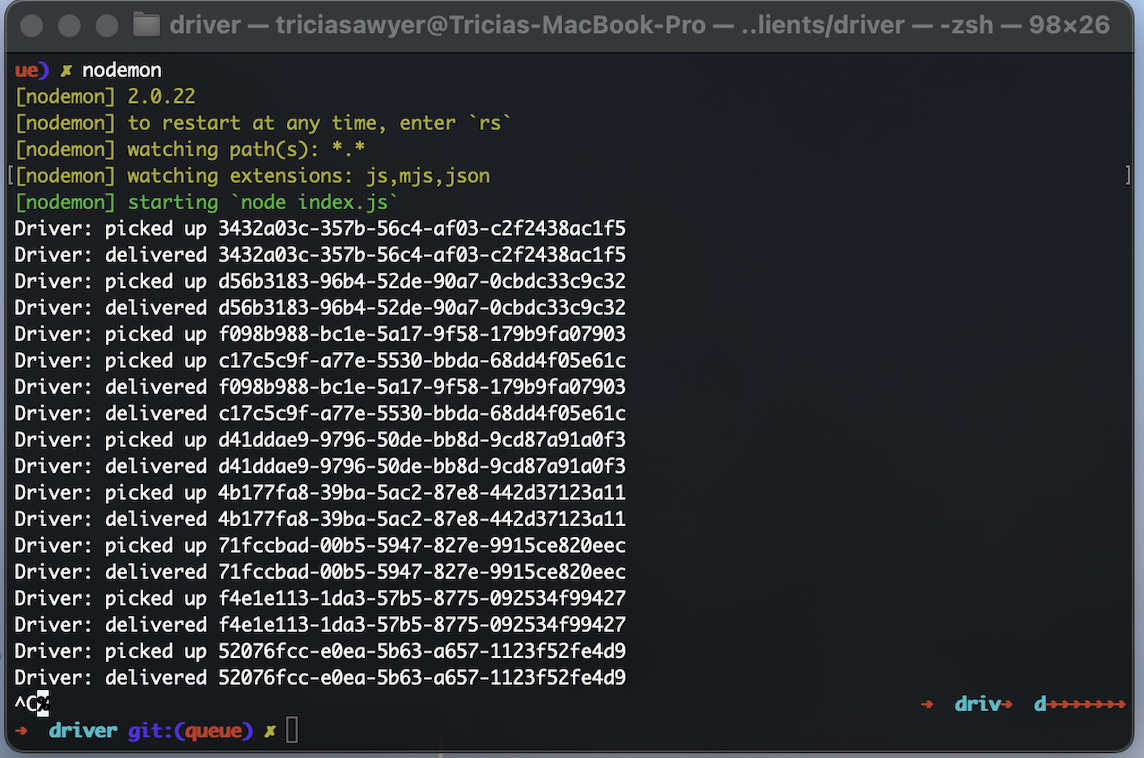 driver — triciasawyer@Tricias-MacBook-Pro — ..lients/driver — -zsh — 98×26
ue) ✗ nodemon
[nodemon] 2.0.22
[nodemon] to restart at any time, enter `rs`
[nodemon] watching path(s): *.*
[nodemon] watching extensions: js,mjs,json
[nodemon] starting `node index.js`
Driver: picked up 3432a03c-357b-56c4-af03-c2f2438ac1f5
Driver: delivered 3432a03c-357b-56c4-af03-c2f2438ac1f5
Driver: picked up d56b3183-96b4-52de-90a7-0cbdc33c9c32
Driver: delivered d56b3183-96b4-52de-90a7-0cbdc33c9c32
Driver: picked up f098b988-bc1e-5a17-9f58-179b9fa07903
Driver: picked up c17c5c9f-a77e-5530-bbda-68dd4f05e61c
Driver: delivered f098b988-bc1e-5a17-9f58-179b9fa07903
Driver: delivered c17c5c9f-a77e-5530-bbda-68dd4f05e61c
Driver: picked up d41ddae9-9796-50de-bb8d-9cd87a91a0f3
Driver: delivered d41ddae9-9796-50de-bb8d-9cd87a91a0f3
Driver: picked up 4b177fa8-39ba-5ac2-87e8-442d37123a11
Driver: delivered 4b177fa8-39ba-5ac2-87e8-442d37123a11
Driver: picked up 71fccbad-00b5-5947-827e-9915ce820eec
Driver: delivered 71fccbad-00b5-5947-827e-9915ce820eec
Driver: picked up f4e1e113-1da3-57b5-8775-092534f99427
Driver: delivered f4e1e113-1da3-57b5-8775-092534f99427
Driver: picked up 52076fcc-e0ea-5b63-a657-1123f52fe4d9
Driver: delivered 52076fcc-e0ea-5b63-a657-1123f52fe4d9
^C% ➜ driv➜ d➜➜➜➜➜➜➜
➜ driver git:(queue) ✗